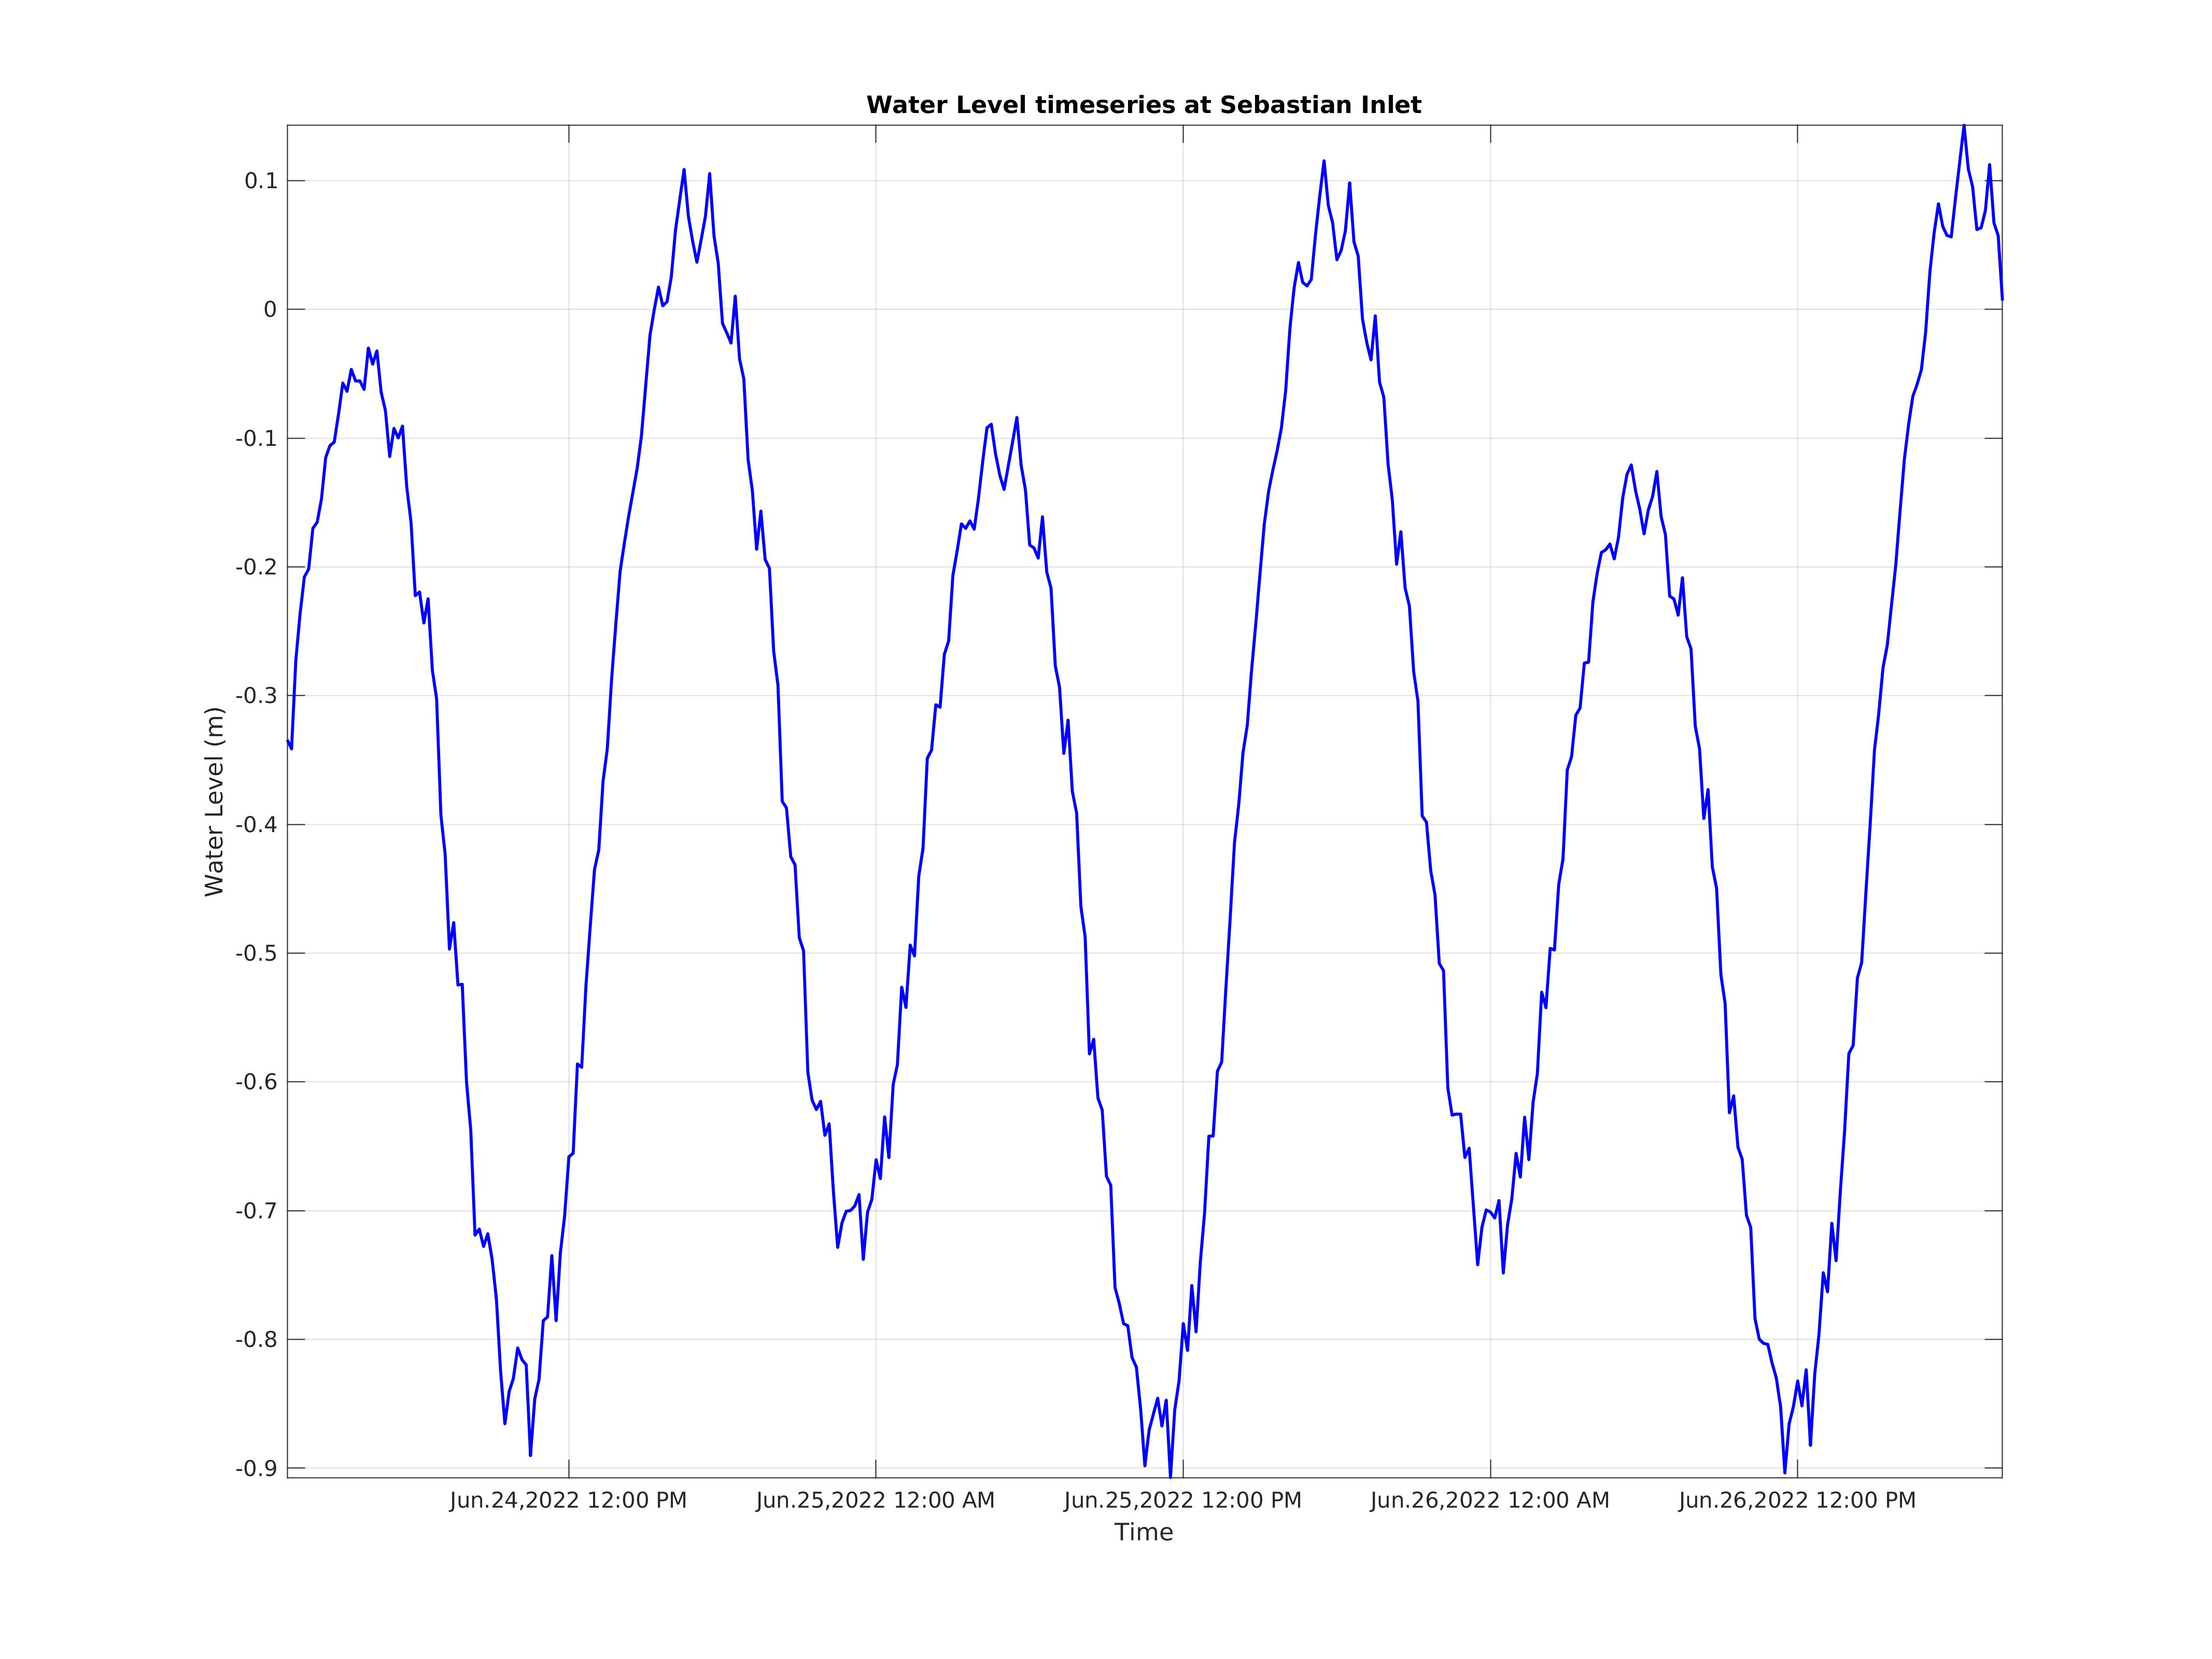 Water Level timeseries at Sebastian Inlet
0.1
0
-0.1
-0.2
-0.3
-0.4
-0.5
-0.6
-0.7
-0.8
-0.9
Water Level (m)
Jun.24,2022 12:00 PM
Jun.25,2022 12:00 AM
Jun.25,2022 12:00 PM
Jun.26,2022 12:00 AM
Jun.26,2022 12:00 PM
Time